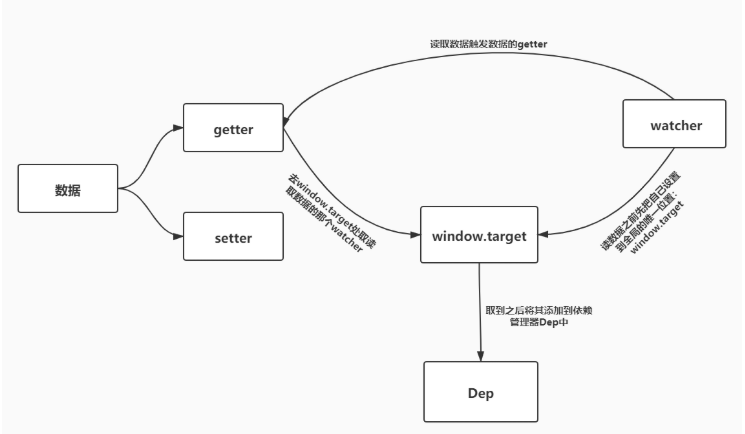 读取数据触发数据的getter
getter
watcher
数据
去window.target处取读
取数据的那个watcher
读数据之前先把自己设置
到全局的唯一位置：
window.target
setter
window.target
取到之后将其添加到依赖
管理器Dep中
Dep